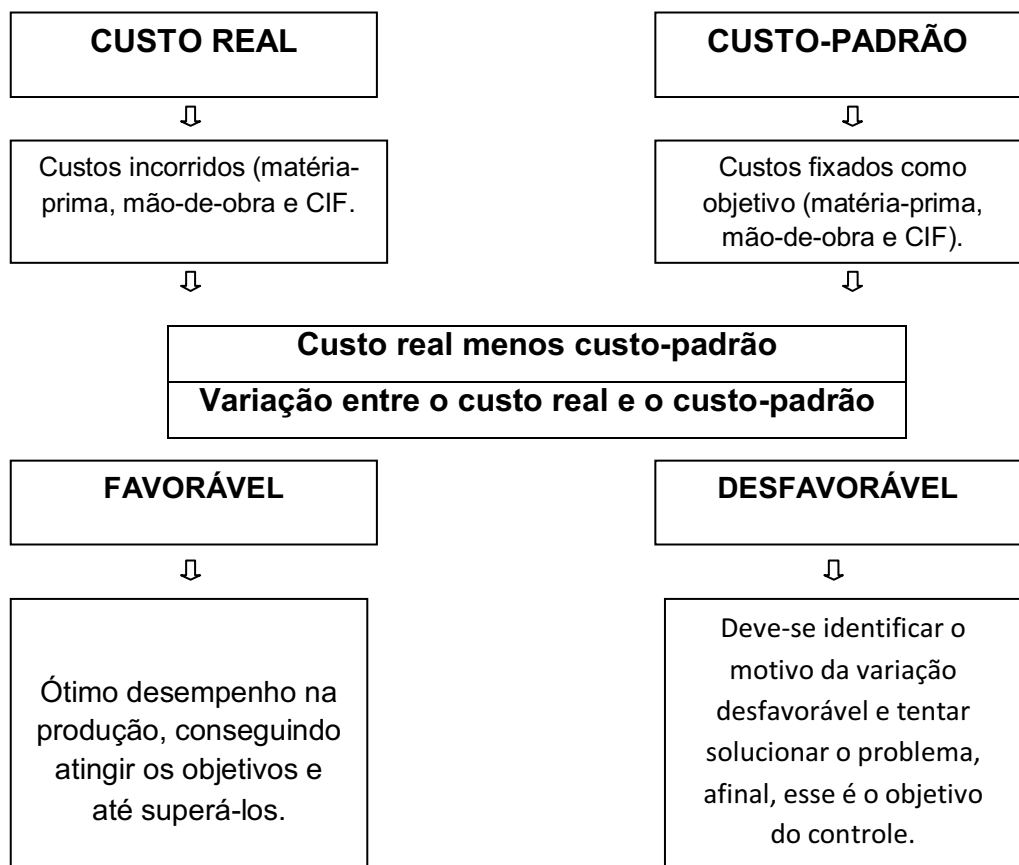 CUSTO REAL
CUSTO-PADRÃO
Custos incorridos (matéria-
prima, mão-de-obra e CIF.
Custos fixados como
objetivo (matéria-prima,
mão-de-obra e CIF).
Custo real menos custo-padrão
Variação entre o custo real e o custo-padrão
FAVORÁVEL
DESFAVORÁVEL
Ótimo desempenho na
produção, conseguindo
atingir os objetivos e
até superá-los.
Deve-se identificar o
motivo da variação
desfavorável e tentar
solucionar o problema,
afinal, esse é o objetivo
do controle.